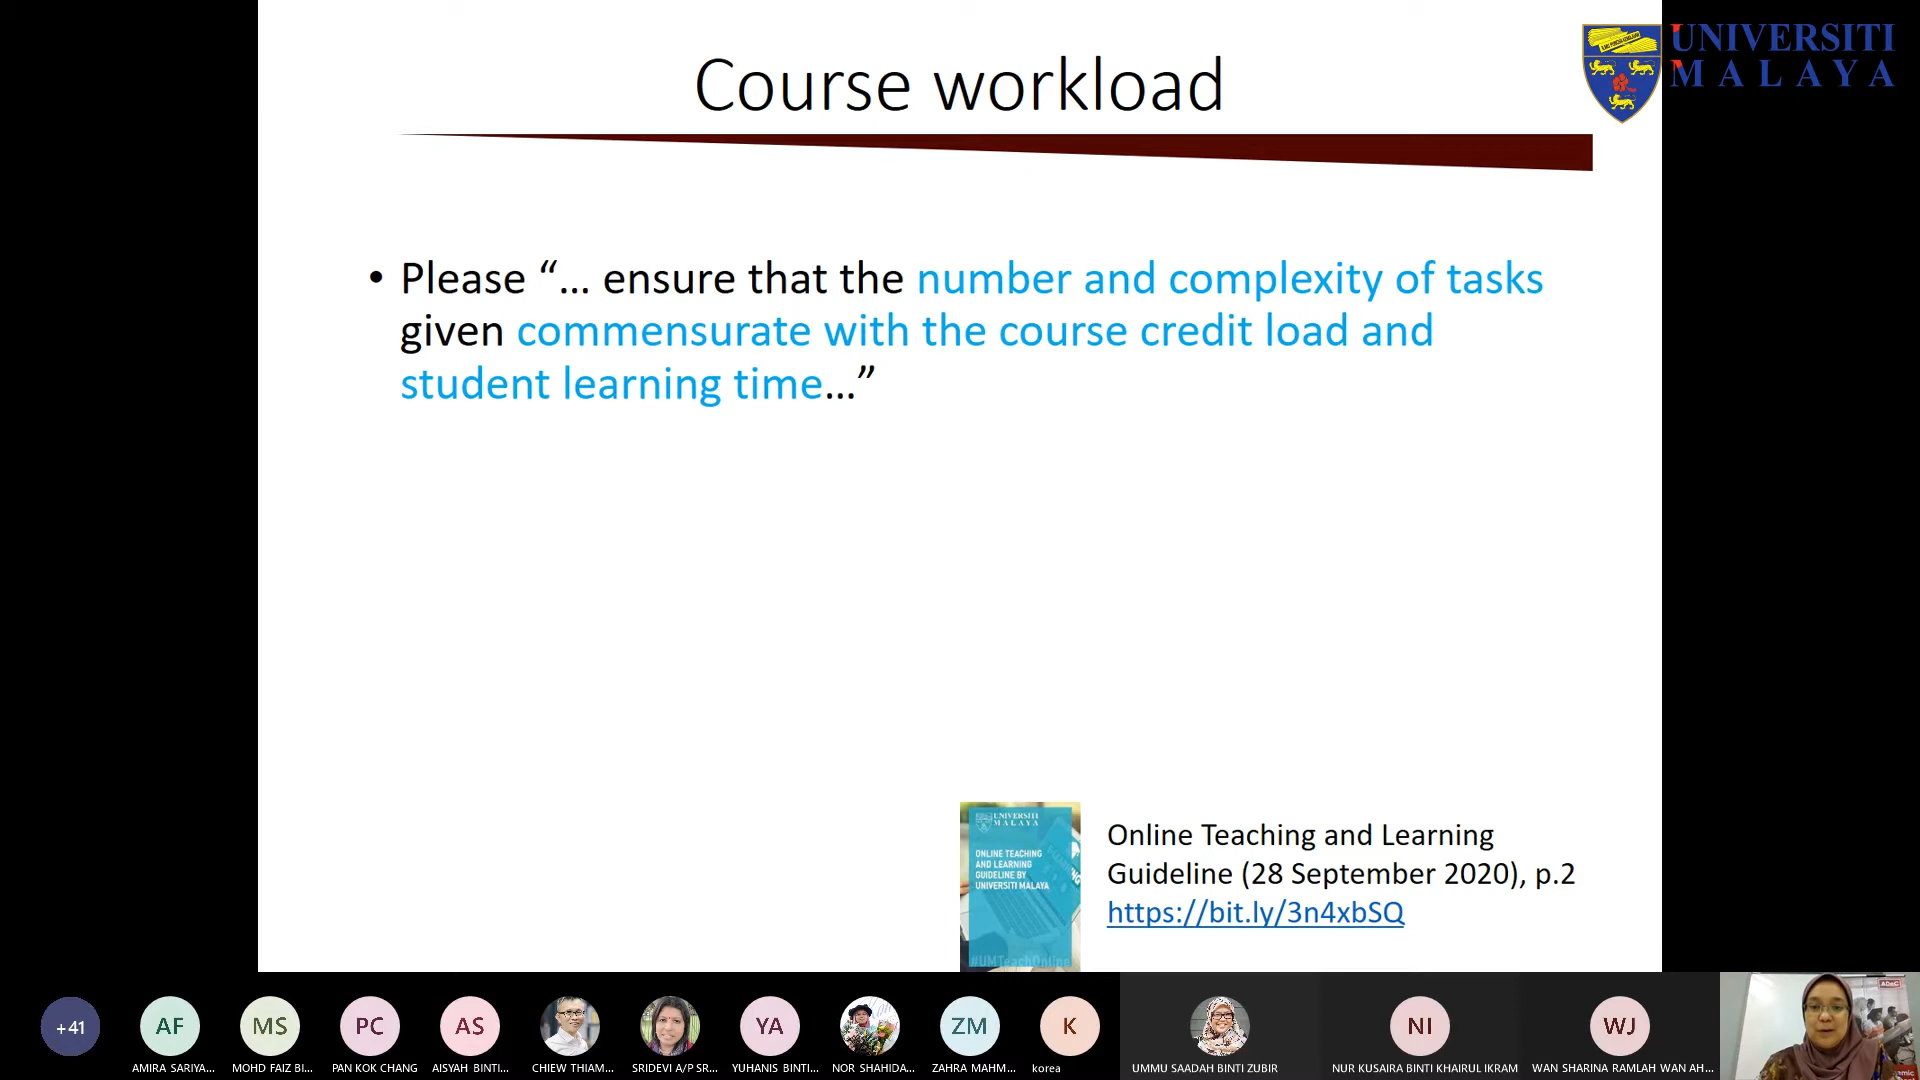 Course workload
UNIVERSITI
MALAYA
• Please “... ensure that the number and complexity of tasks
given commensurate with the course credit load and
student learning time...”
UNIVERSITI
MALAYA
ONLINE TEACHING
AND LEARNING
GUIDELINE BY
UNIVERSITI MALAYA
#UMTeachOnline
Online Teaching and Learning
Guideline (28 September 2020), p.2
https://bit.ly/3n4xbSQ
+41
AF
MS
PC
AS
YA
ZM
K
NI
WJ
AMIRA SARIYA...
MOHD FAIZ BI...
PAN KOK CHANG
AISYAH BINTI...
CHIEW THIAM...
SRIDEVI A/P SR...
YUHANIS BINTI...
NOR SHAHIDA...
ZAHRA MAHM...
korea
UMMU SAADAH BINTI ZUBIR
NUR KUSAIRA BINTI KHAIRUL IKRAM
WAN SHARINA RAMLAH WAN AH...
ADeC